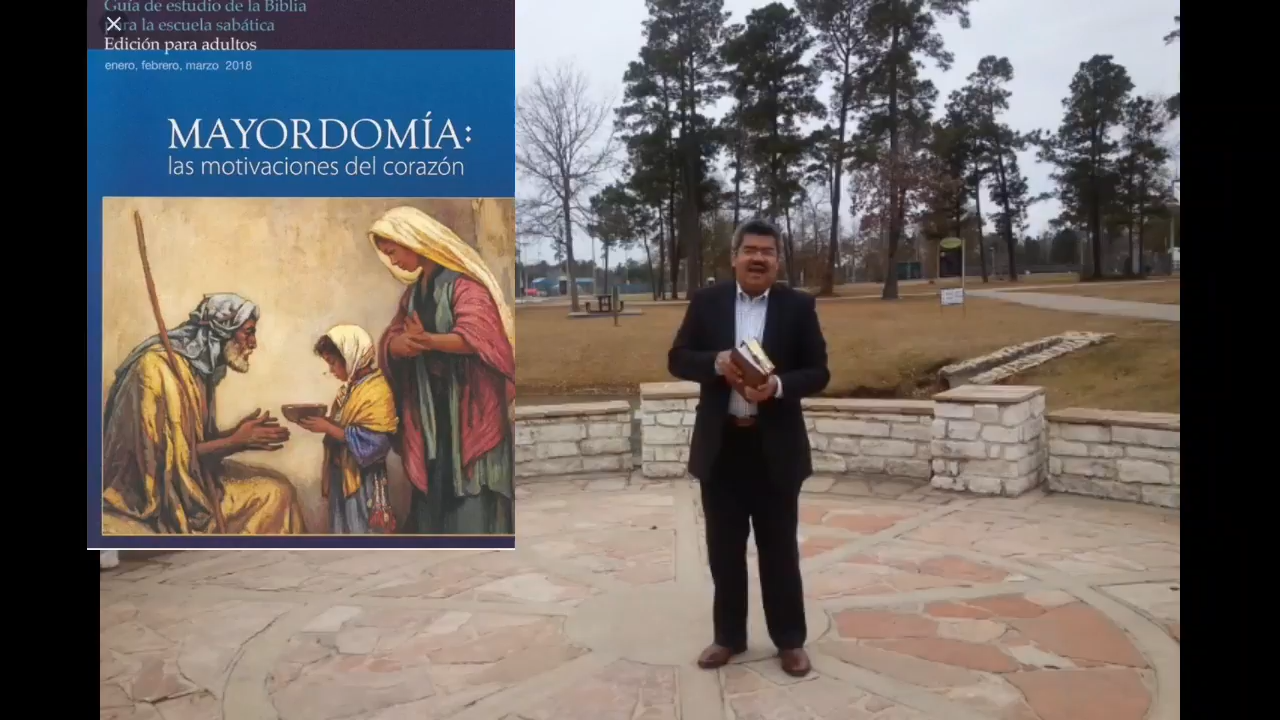 Guía de estudio de la Biblia
para la escuela sabática
Edición para adultos
enero, febrero, marzo 2018
MAYORDOMÍA:
las motivaciones del corazón